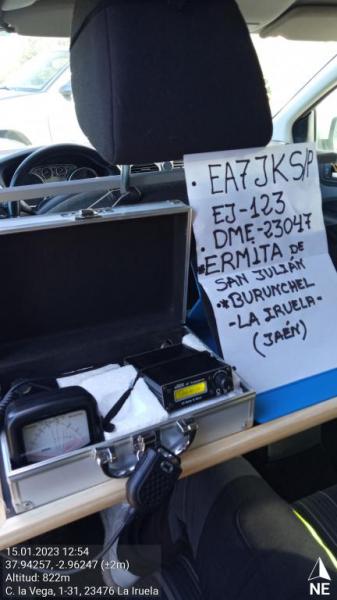 • EA7JKS/P
EJ-123
• DME-23047
• ERMITA DE
SAN JULIÁN
*BURUNCHEL
-LA IRUELA-
(JAÉN)
15.01.2023 12:54
37.94257, -2.96247 (±2m)
Altitud: 822m
C. la Vega, 1-31, 23476 La Iruela
NE